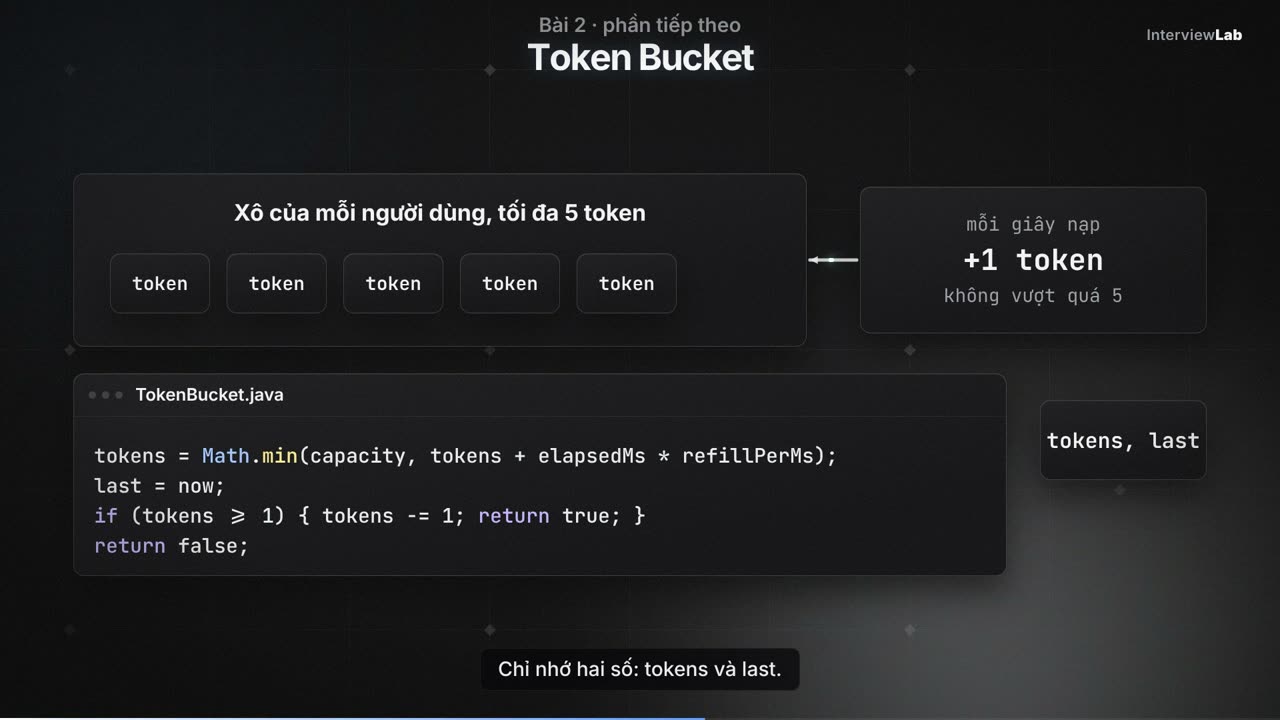 Bài 2 · phần tiếp theo
Token Bucket
InterviewLab
Xô của mỗi người dùng, tối đa 5 token
token token token token token
mỗi giây nạp
+1 token
không vượt quá 5
TokenBucket.java
tokens = Math.min(capacity, tokens + elapsedMs * refillPerMs);
last = now;
if (tokens >= 1) { tokens -= 1; return true; }
return false;
tokens, last
Chỉ nhớ hai số: tokens và last.